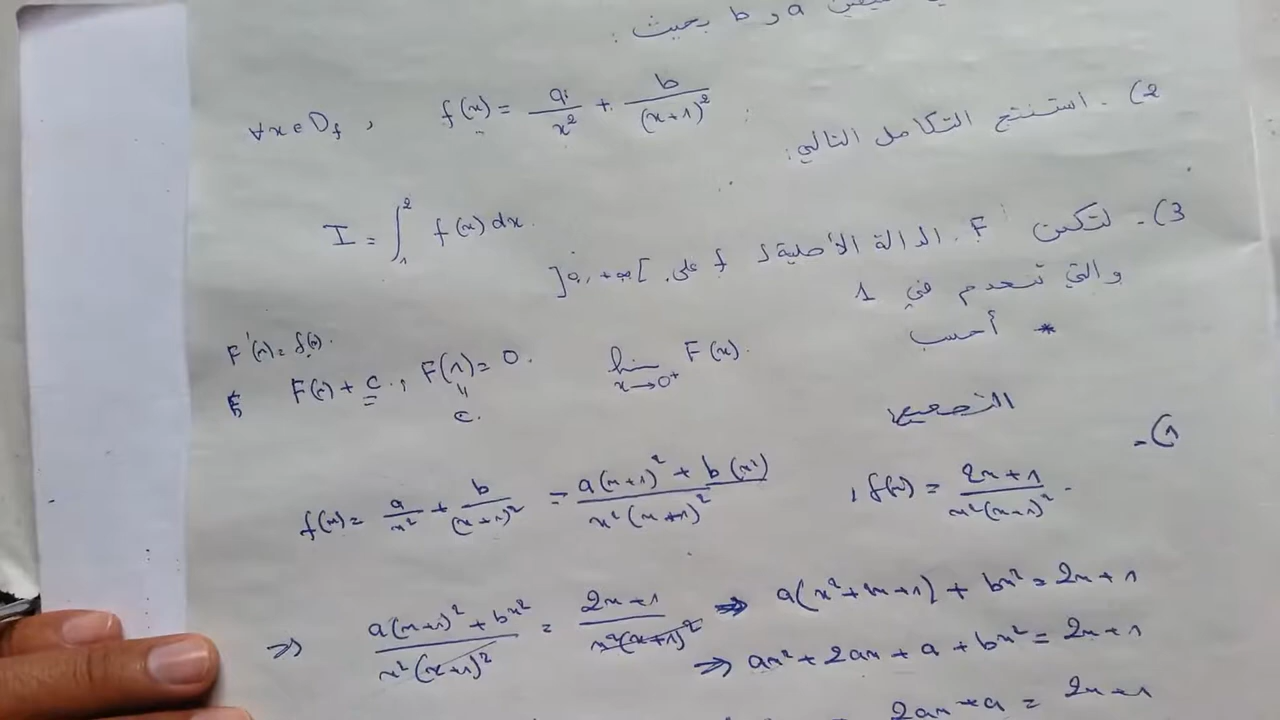 a و b بحيث :
∀x∈D_f , f(x) = a/x² + b/(x+1)²
2) - استنتج التكامل التالي :
I = ∫₁² f(x) dx.
3) - لتكن F الدالة الأصلية ل f على ]0, +∞[
والتي تنعدم في 1
* أحسب
lim x→0⁺ F(x).
F'(x) = f(x).
F(x) + c , F(1) = 0.
" c.
التصحيح
1) -
f(x) = a/x² + b/(x+1)² = a(x+1)² + b(x²) / x²(x+1)² , f(x) = 2x+1 / x²(x+1)² .
⇒ a(x+1)² + bx² / x²(x+1)² = 2x+1 / x²(x+1)² ⇒ a(x²+2x+1) + bx² = 2x+1
⇒ ax² + 2ax + a + bx² = 2x+1
2ax + a = 2x+1